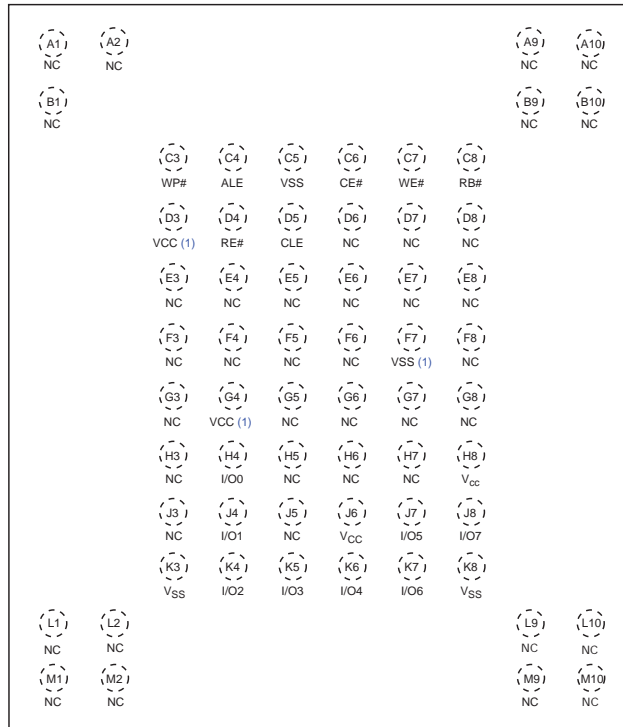 A1 A2 A9 A10
NC NC NC NC
B1 B9 B10
NC NC NC
C3 C4 C5 C6 C7 C8
WP# ALE VSS CE# WE# RB#
D3 D4 D5 D6 D7 D8
VCC (1) RE# CLE NC NC NC
E3 E4 E5 E6 E7 E8
NC NC NC NC NC NC
F3 F4 F5 F6 F7 F8
NC NC NC NC VSS (1) NC
G3 G4 G5 G6 G7 G8
NC VCC (1) NC NC NC NC
H3 H4 H5 H6 H7 H8
NC I/O0 NC NC NC Vcc
J3 J4 J5 J6 J7 J8
NC I/O1 NC VCC I/O5 I/O7
K3 K4 K5 K6 K7 K8
VSS I/O2 I/O3 I/O4 I/O6 VSS
L1 L2 L9 L10
NC NC NC NC
M1 M2 M9 M10
NC NC NC NC